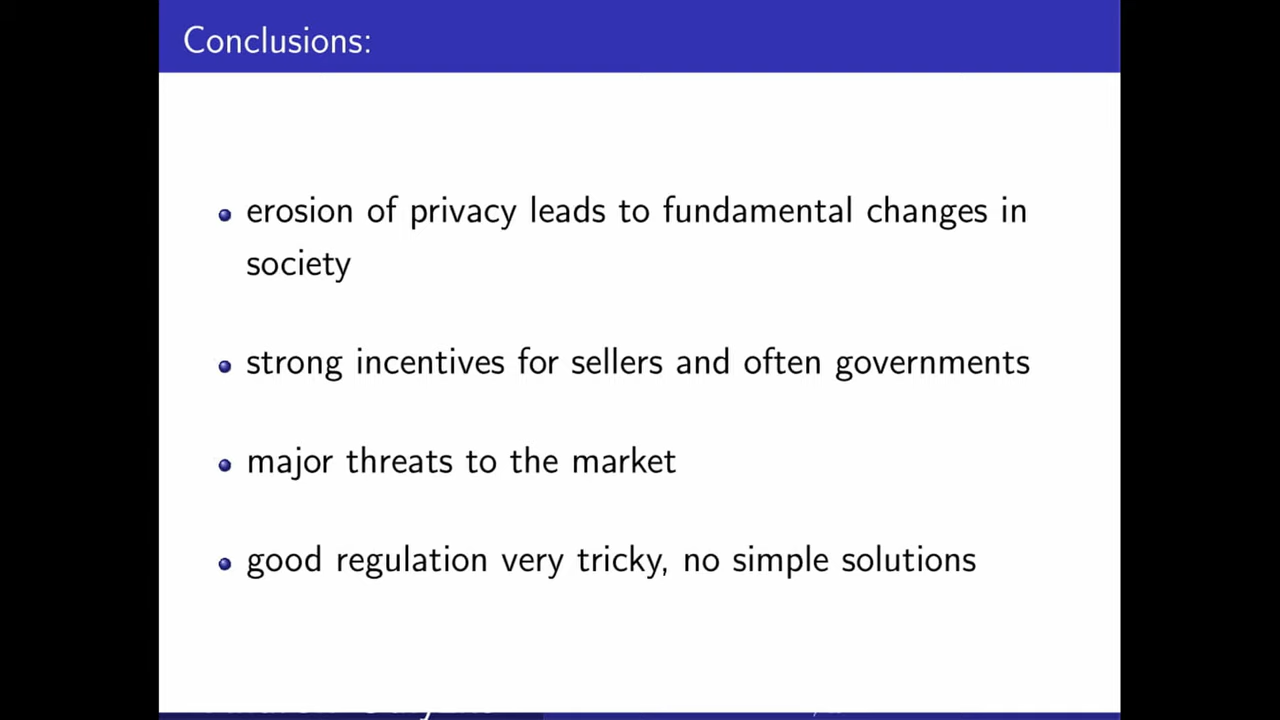 Conclusions:
erosion of privacy leads to fundamental changes in
society
strong incentives for sellers and often governments
major threats to the market
good regulation very tricky, no simple solutions